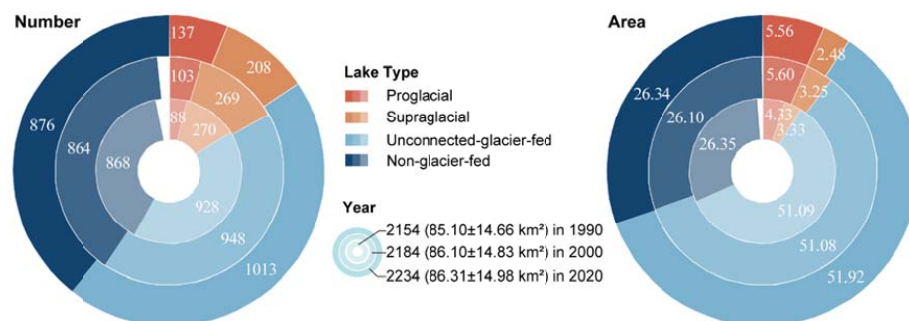 Number
137
208
103
269
88
270
876
864
868
928
948
1013
Lake Type
Proglacial
Supraglacial
Unconnected-glacier-fed
Non-glacier-fed
Year
2154 (85.10±14.66 km²) in 1990
2184 (86.10±14.83 km²) in 2000
2234 (86.31±14.98 km²) in 2020
Area
5.56
2.48
5.60
3.25
4.33
3.33
26.34
26.10
26.35
51.09
51.08
51.92